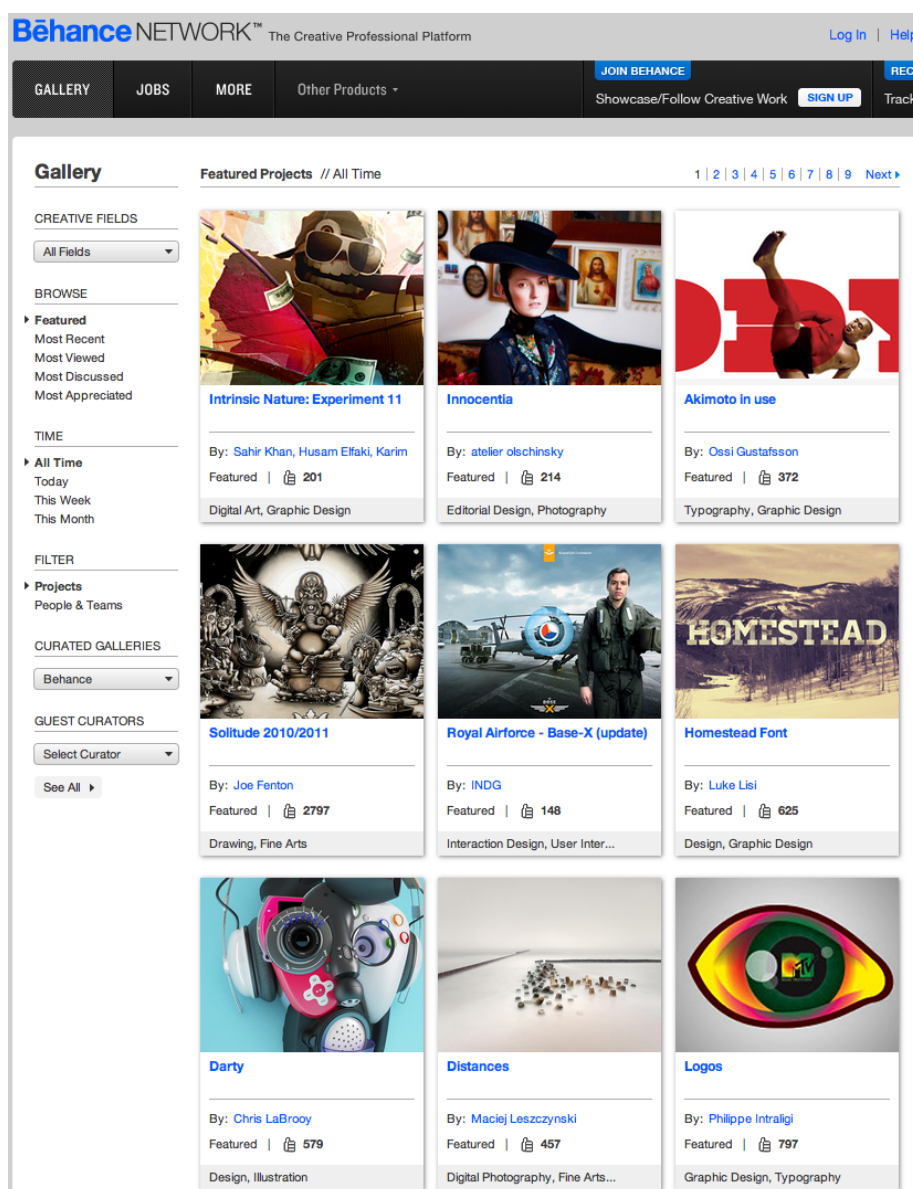 Bēhance NETWORK™ The Creative Professional Platform
Log In | Help
GALLERY JOBS MORE Other Products
JOIN BEHANCE
Showcase/Follow Creative Work SIGN UP
REC
Track
Gallery
Featured Projects // All Time
1 | 2 | 3 | 4 | 5 | 6 | 7 | 8 | 9 Next
CREATIVE FIELDS
All Fields
BROWSE
Featured
Most Recent
Most Viewed
Most Discussed
Most Appreciated
TIME
All Time
Today
This Week
This Month
FILTER
Projects
People & Teams
CURATED GALLERIES
Behance
GUEST CURATORS
Select Curator
See All
Intrinsic Nature: Experiment 11
By: Sahir Khan, Husam Elfaki, Karim
Featured | 201
Digital Art, Graphic Design
Innocentia
By: atelier olschinsky
Featured | 214
Editorial Design, Photography
Akimoto in use
By: Ossi Gustafsson
Featured | 372
Typography, Graphic Design
Solitude 2010/2011
By: Joe Fenton
Featured | 2797
Drawing, Fine Arts
BASE
X
Royal Airforce - Base-X (update)
By: INDG
Featured | 148
Interaction Design, User Inter...
HOMESTEAD
Homestead Font
By: Luke Lisi
Featured | 625
Design, Graphic Design
Darty
By: Chris LaBrooy
Featured | 579
Design, Illustration
Distances
By: Maciej Leszczynski
Featured | 457
Digital Photography, Fine Arts...
MTV
Logos
By: Philippe Intraligi
Featured | 797
Graphic Design, Typography